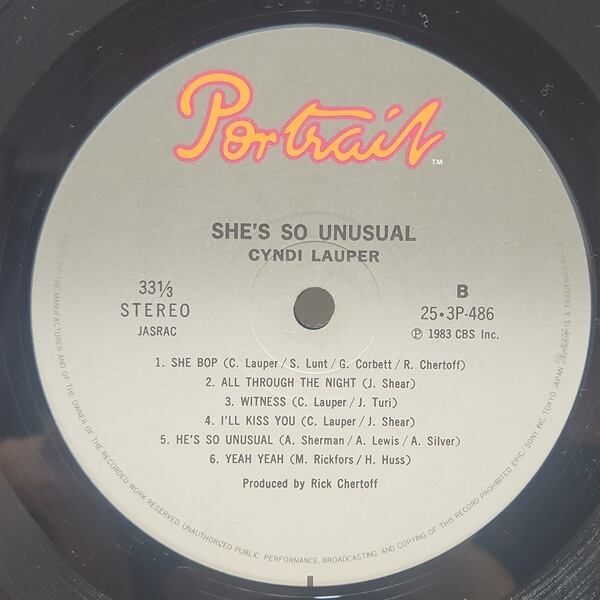 Portrait
TM
SHE'S SO UNUSUAL
CYNDI LAUPER
33⅓
STEREO
JASRAC
B
25•3P-486
Ⓟ 1983 CBS Inc.
1. SHE BOP (C. Lauper / S. Lunt / G. Corbett / R. Chertoff)
2. ALL THROUGH THE NIGHT (J. Shear)
3. WITNESS (C. Lauper / J. Turi)
4. I'LL KISS YOU (C. Lauper / J. Shear)
5. HE'S SO UNUSUAL (A. Sherman / A. Lewis / A. Silver)
6. YEAH YEAH (M. Rickfors / H. Huss)
Produced by Rick Chertoff
OF THE MANUFACTURER AND OF THE OWNER OF THE RECORDED WORK RESERVED. UNAUTHORIZED PUBLIC PERFORMANCE, BROADCASTING AND COPYING OF THIS RECORD PROHIBITED EPIC/SONY INC. TOKYO JAPAN IS A TRADEMARK